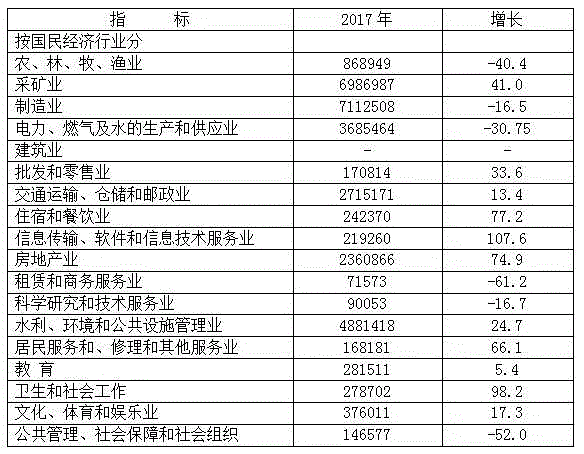 指 标 2017年 增长
按国民经济行业分
农、林、牧、渔业 868949 -40.4
采矿业 6986987 41.0
制造业 7112508 -16.5
电力、燃气及水的生产和供应业 3685464 -30.75
建筑业 - -
批发和零售业 170814 33.6
交通运输、仓储和邮政业 2715171 13.4
住宿和餐饮业 242370 77.2
信息传输、软件和信息技术服务业 219260 107.6
房地产业 2360866 74.9
租赁和商务服务业 71573 -61.2
科学研究和技术服务业 90053 -16.7
水利、环境和公共设施管理业 4881418 24.7
居民服务和、修理和其他服务业 168181 66.1
教 育 281511 5.4
卫生和社会工作 278702 98.2
文化、体育和娱乐业 376011 17.3
公共管理、社会保障和社会组织 146577 -52.0